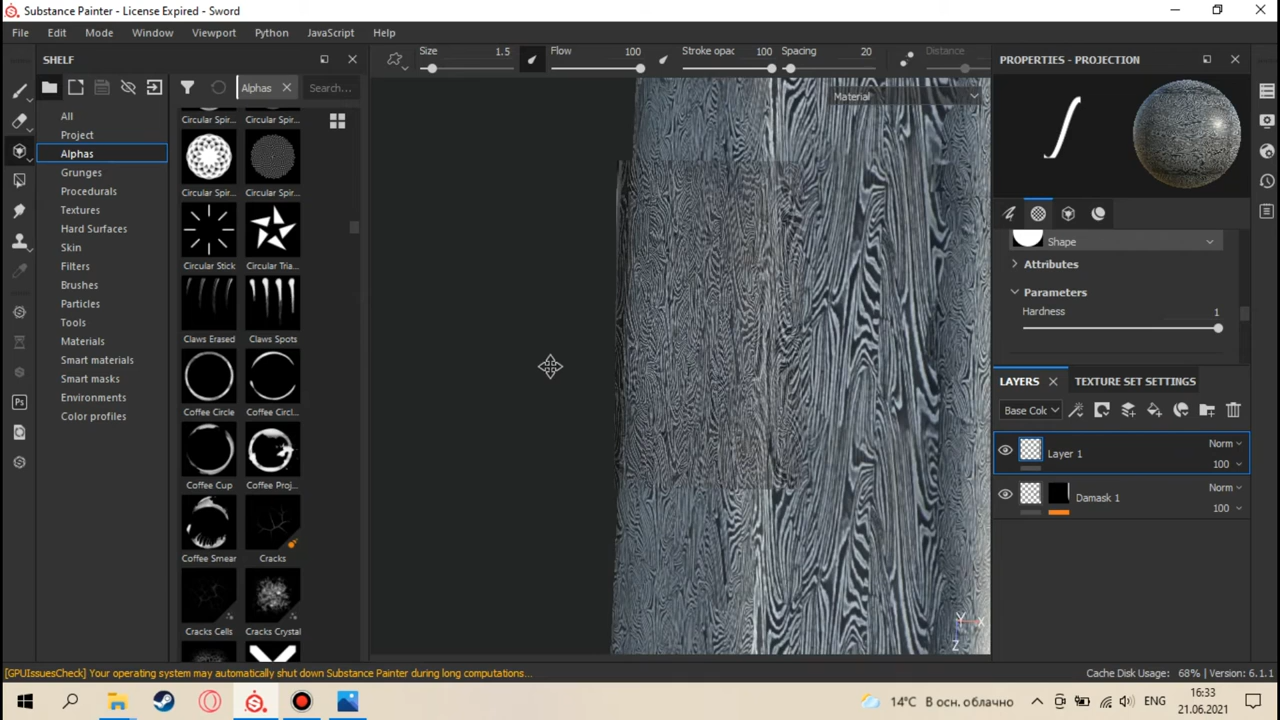 Substance Painter - License Expired - Sword
File Edit Mode Window Viewport Python JavaScript Help
SHELF
Alphas
Search...
All
Project
Alphas
Grunges
Procedurals
Textures
Hard Surfaces
Skin
Filters
Brushes
Particles
Tools
Materials
Smart materials
Smart masks
Environments
Color profiles
Circular Spir... Circular Spir...
Circular Spir... Circular Spir...
Circular Stick Circular Tria...
Claws Erased Claws Spots
Coffee Circle Coffee Circl...
Coffee Cup Coffee Proj...
Coffee Smear Cracks
Cracks Cells Cracks Crystal
Size 1.5 Flow 100 Stroke opac 100 Spacing 20 Distance
Material
Y
X
Z
PROPERTIES - PROJECTION
Shape
Attributes
Parameters
Hardness 1
LAYERS TEXTURE SET SETTINGS
Base Col
Layer 1 Norm 100
Damask 1 Norm 100
[GPUIssuesCheck] Your operating system may automatically shut down Substance Painter during long computations...
Cache Disk Usage: 68% | Version: 6.1.1
Ps
14°C В осн. облачно
ENG
16:33
21.06.2021